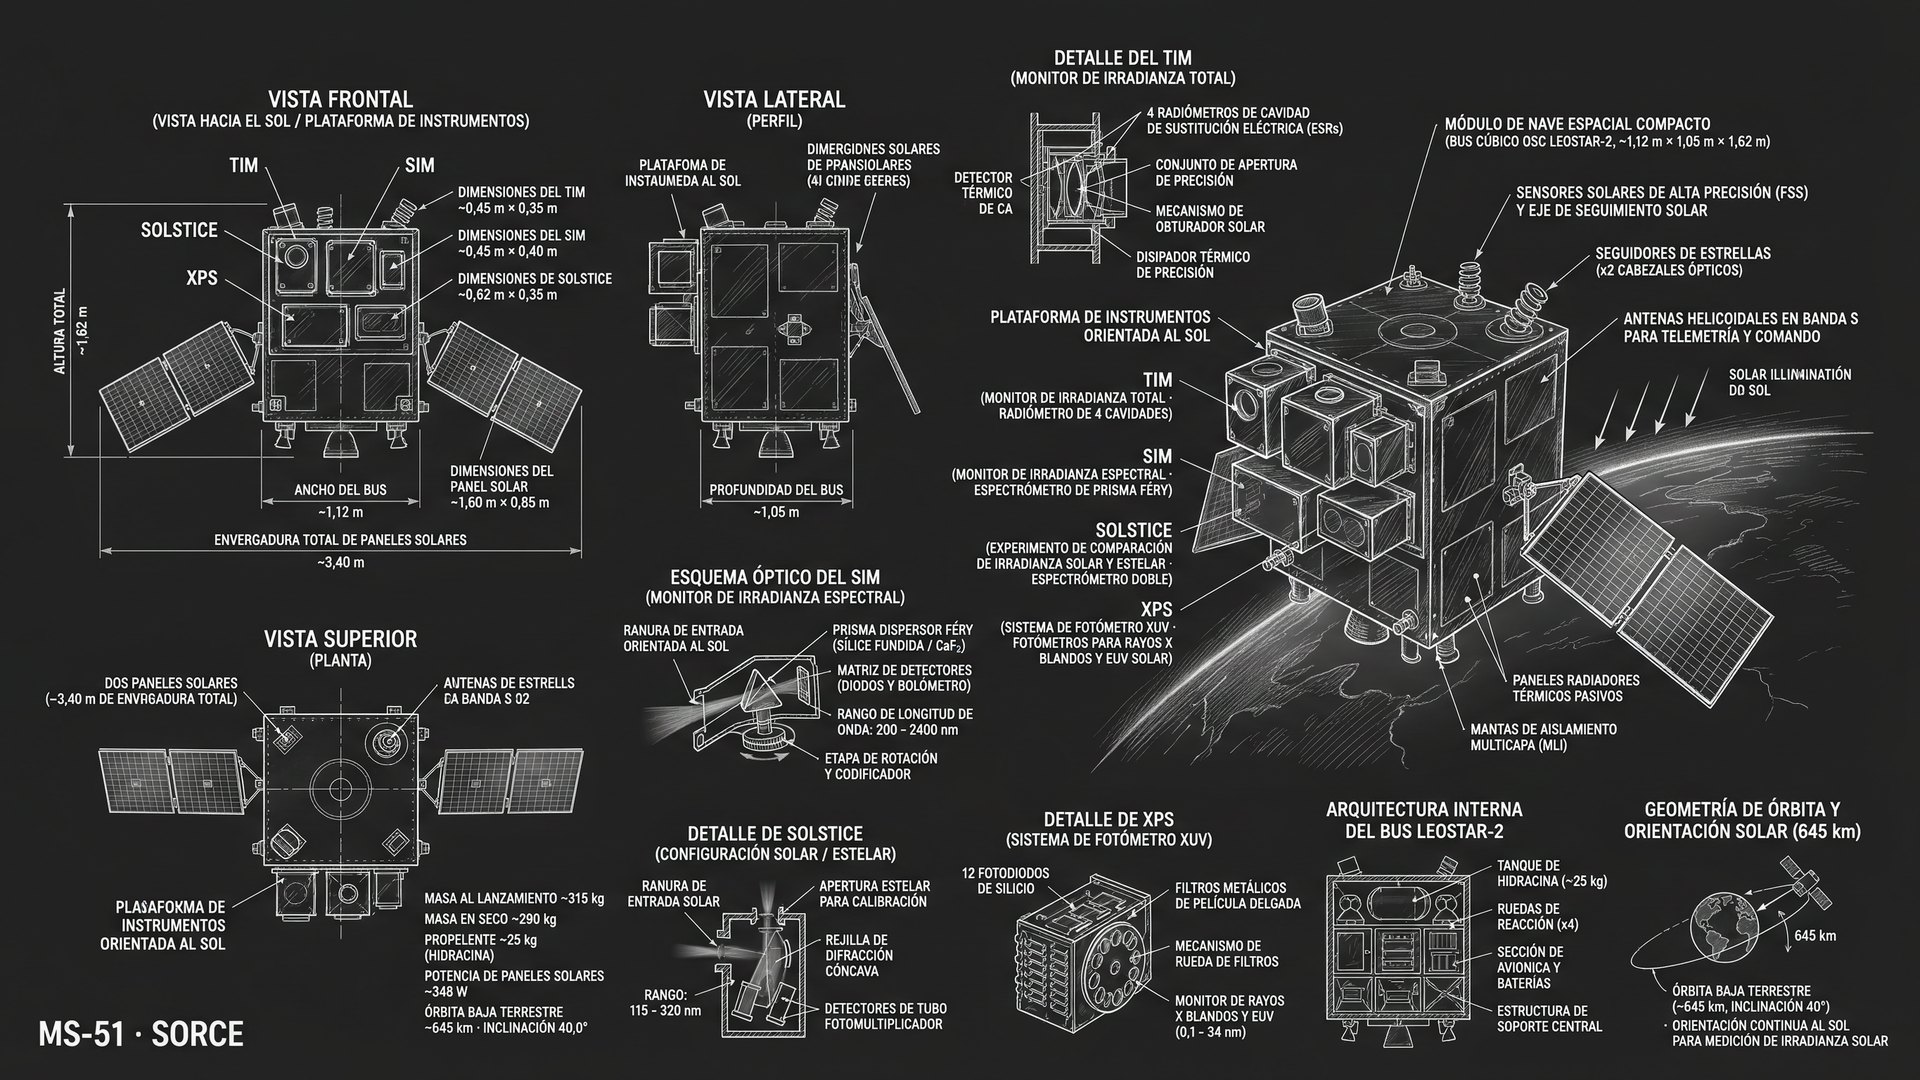 VISTA FRONTAL
(VISTA HACIA EL SOL / PLATAFORMA DE INSTRUMENTOS)
TIM
SIM
SOLSTICE
XPS
DIMENSIONES DEL TIM
~0,45 m × 0,35 m
DIMENSIONES DEL SIM
~0,45 m × 0,40 m
DIMENSIONES DE SOLSTICE
~0,62 m × 0,35 m
ALTURA TOTAL
~1,62 m
DIMENSIONES DEL
PANEL SOLAR
~1,60 m × 0,85 m
ANCHO DEL BUS
~1,12 m
ENVERGADURA TOTAL DE PANELES SOLARES
~3,40 m
VISTA LATERAL
(PERFIL)
PLATAFOMA DE
INSTAUMEDA AL SOL
DIMERGIDNES SOLARES
DE PPANSIOLARES
PROFUNDIDAD DEL BUS
~1,05 m
DETALLE DEL TIM
(MONITOR DE IRRADIANZA TOTAL)
4 RADIÓMETROS DE CAVIDAD
DE SUSTITUCIÓN ELÉCTRICA (ESRs)
DETECTOR
TÉRMICO
DE CA
CONJUNTO DE APERTURA
DE PRECISIÓN
MECANISMO DE
OBTURADOR SOLAR
DISIPADOR TÉRMICO
DE PRECISIÓN
MÓDULO DE NAVE ESPACIAL COMPACTO
(BUS CÚBICO OSC LEOSTAR-2, ~1,12 m × 1,05 m × 1,62 m)
SENSORES SOLARES DE ALTA PRECISIÓN (FSS)
Y EJE DE SEGUIMIENTO SOLAR
SEGUIDORES DE ESTRELLAS
(x2 CABEZALES ÓPTICOS)
ANTENAS HELICOIDALES EN BANDA S
PARA TELEMETRÍA Y COMANDO
SOLAR
SOL
PLATAFORMA DE INSTRUMENTOS
ORIENTADA AL SOL
TIM
(MONITOR DE IRRADIANZA TOTAL ·
RADIÓMETRO DE 4 CAVIDADES)
SIM
(MONITOR DE IRRADIANZA ESPECTRAL ·
ESPECTRÓMETRO DE PRISMA FÉRY)
SOLSTICE
(EXPERIMENTO DE COMPARACIÓN
DE IRRADIANZA SOLAR Y ESTELAR ·
ESPECTRÓMETRO DOBLE)
XPS
(SISTEMA DE FOTÓMETRO XUV ·
FOTÓMETROS PARA RAYOS X
BLANDOS Y EUV SOLAR)
PANELES RADIADORES
TÉRMICOS PASIVOS
MANTAS DE AISLAMIENTO
MULTICAPA (MLI)
VISTA SUPERIOR
(PLANTA)
DOS PANELES SOLARES
(~3,40 m DE ENVERGADURA TOTAL)
ANTENAS DE ESTRELLS
CA BANDA S 02
PLATAFORMA DE
INSTRUMENTOS
ORIENTADA AL SOL
MASA AL LANZAMIENTO ~315 kg
MASA EN SECO ~290 kg
PROPELENTE ~25 kg
(HIDRACINA)
POTENCIA DE PANELES SOLARES
~348 W
ÓRBITA BAJA TERRESTRE
~645 km · INCLINACIÓN 40,0°
ESQUEMA ÓPTICO DEL SIM
(MONITOR DE IRRADIANZA ESPECTRAL)
RANURA DE ENTRADA
ORIENTADA AL SOL
PRISMA DISPERSOR FÉRY
(SÍLICE FUNDIDA / CaF₂)
MATRIZ DE DETECTORES
(DIODOS Y BOLÓMETRO)
RANGO DE LONGITUD DE
ONDA: 200 - 2400 nm
ETAPA DE ROTACIÓN
Y CODIFICADOR
DETALLE DE SOLSTICE
(CONFIGURACIÓN SOLAR / ESTELAR)
RANURA DE
ENTRADA SOLAR
APERTURA ESTELAR
PARA CALIBRACIÓN
REJILLA DE
DIFRACCIÓN
CÓNCAVA
RANGO:
115 - 320 nm
DETECTORES DE TUBO
FOTOMULTIPLICADOR
DETALLE DE XPS
(SISTEMA DE FOTÓMETRO XUV)
12 FOTODIODOS
DE SILICIO
FILTROS METÁLICOS
DE PELÍCULA DELGADA
MECANISMO DE
RUEDA DE FILTROS
MONITOR DE RAYOS
X BLANDOS Y EUV
(0,1 - 34 nm)
ARQUITECTURA INTERNA
DEL BUS LEOSTAR-2
TANQUE DE
HIDRACINA (~25 kg)
RUEDAS DE
REACCIÓN (x4)
SECCIÓN DE
AVIONICA Y
BATERÍAS
ESTRUCTURA DE
SOPORTE CENTRAL
GEOMETRÍA DE ÓRBITA Y
ORIENTACIÓN SOLAR (645 km)
645 km
ÓRBITA BAJA TERRESTRE
(~645 km, INCLINACIÓN 40°)
· ORIENTACIÓN CONTINUA AL SOL
PARA MEDICIÓN DE IRRADIANZA SOLAR
MS-51 · SORCE